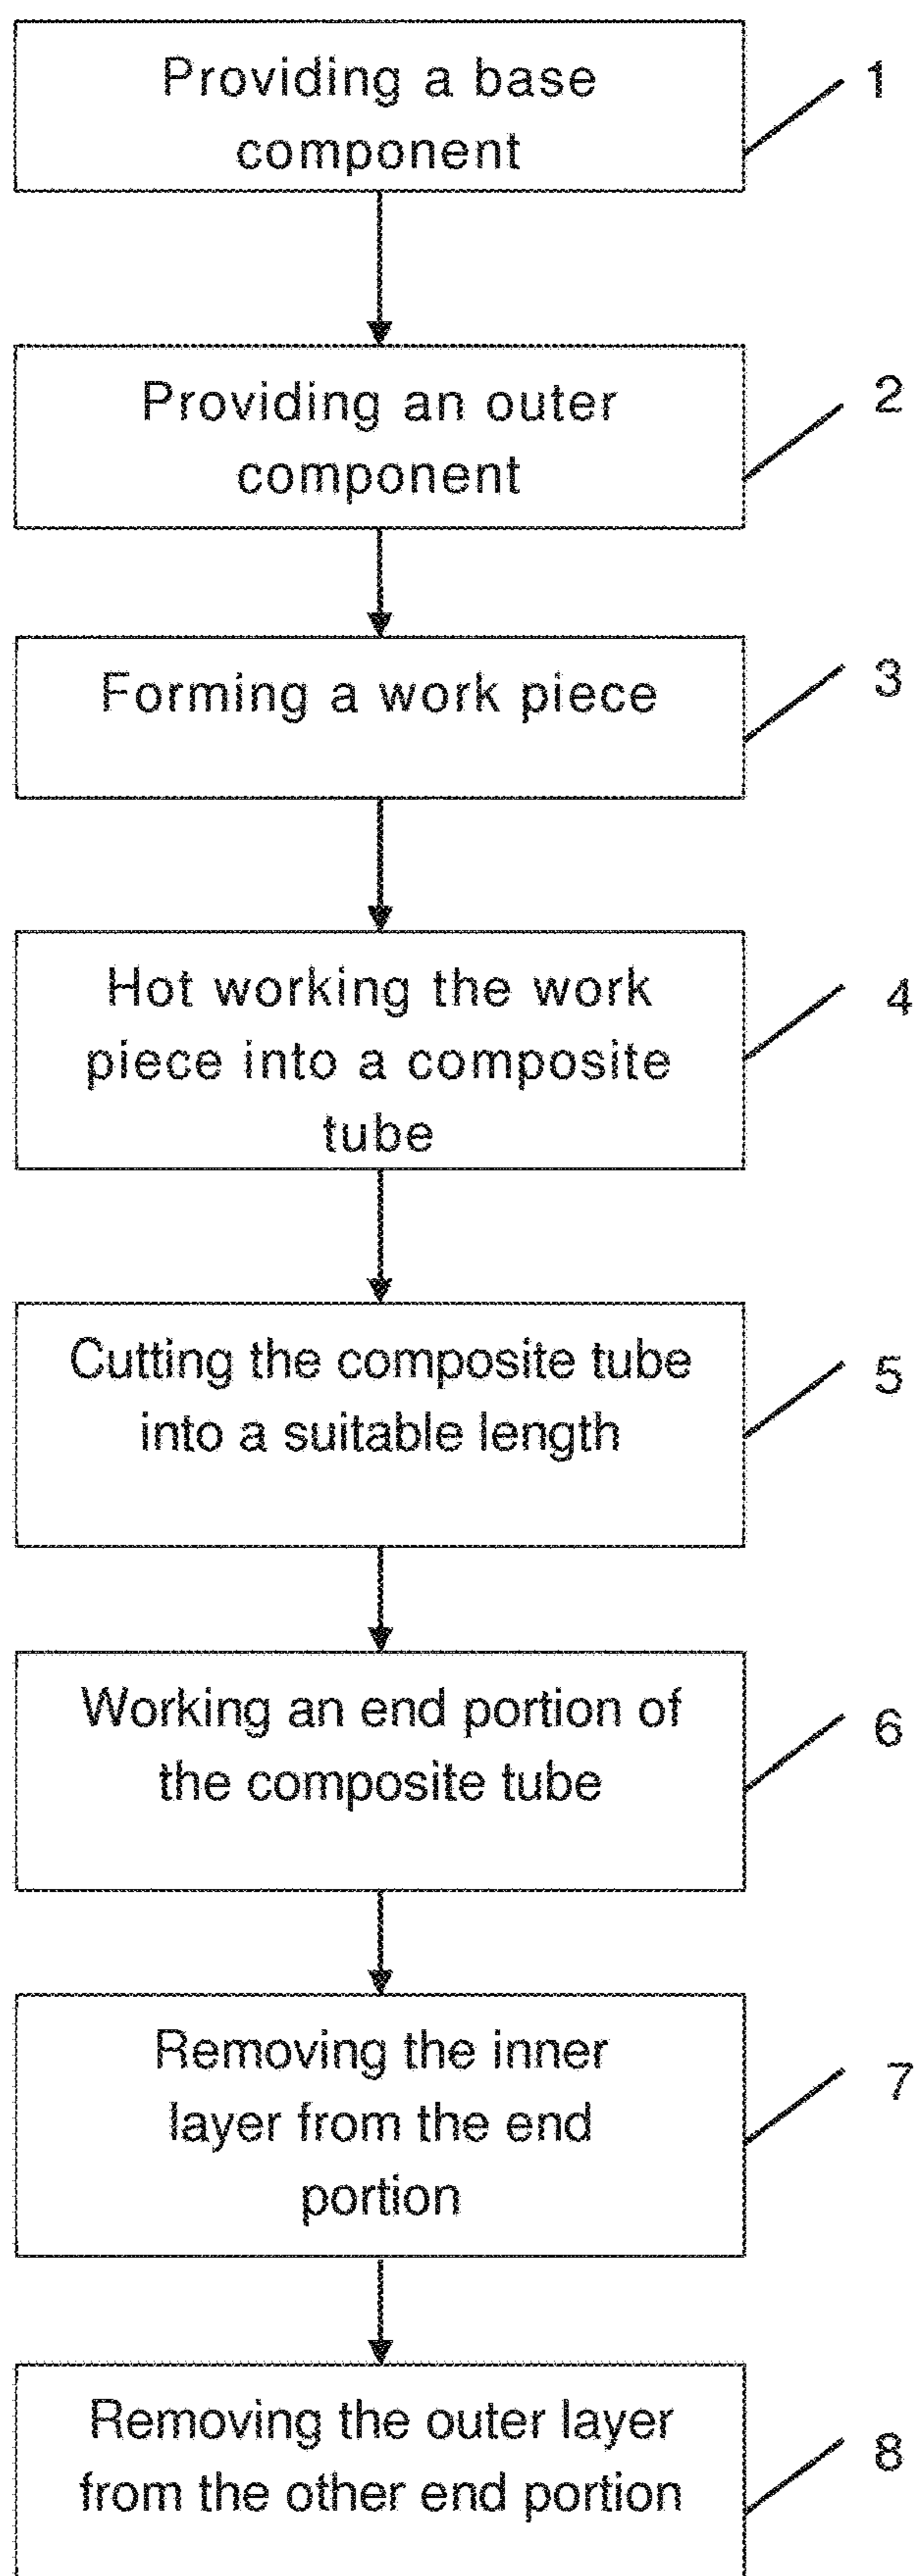 Providing a base
component
1
Providing an outer
component
2
Forming a work piece
3
Hot working the work
piece into a composite
tube
4
Cutting the composite tube
into a suitable length
5
Working an end portion of
the composite tube
6
Removing the inner
layer from the end
portion
7
Removing the outer layer
from the other end portion
8